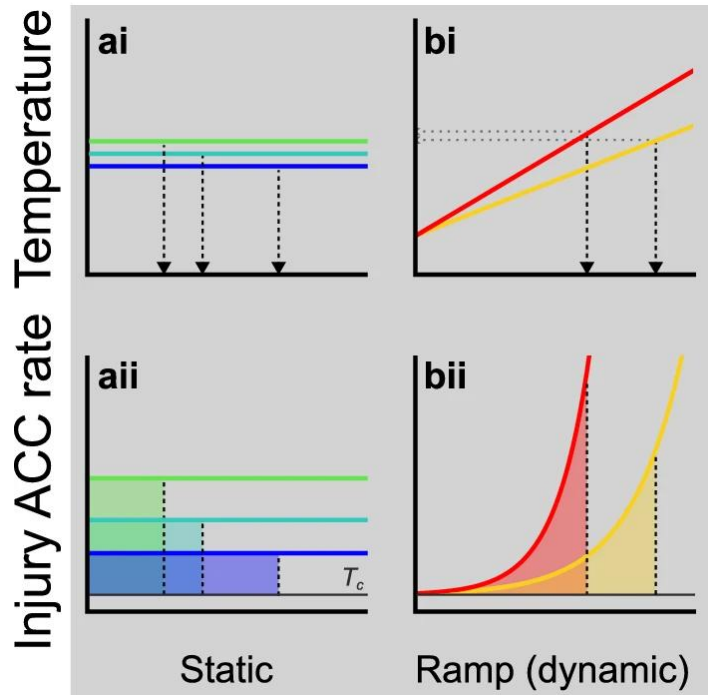 Temperature
ai
bi
Injury ACC rate
aii
bii
T_c
Static
Ramp (dynamic)